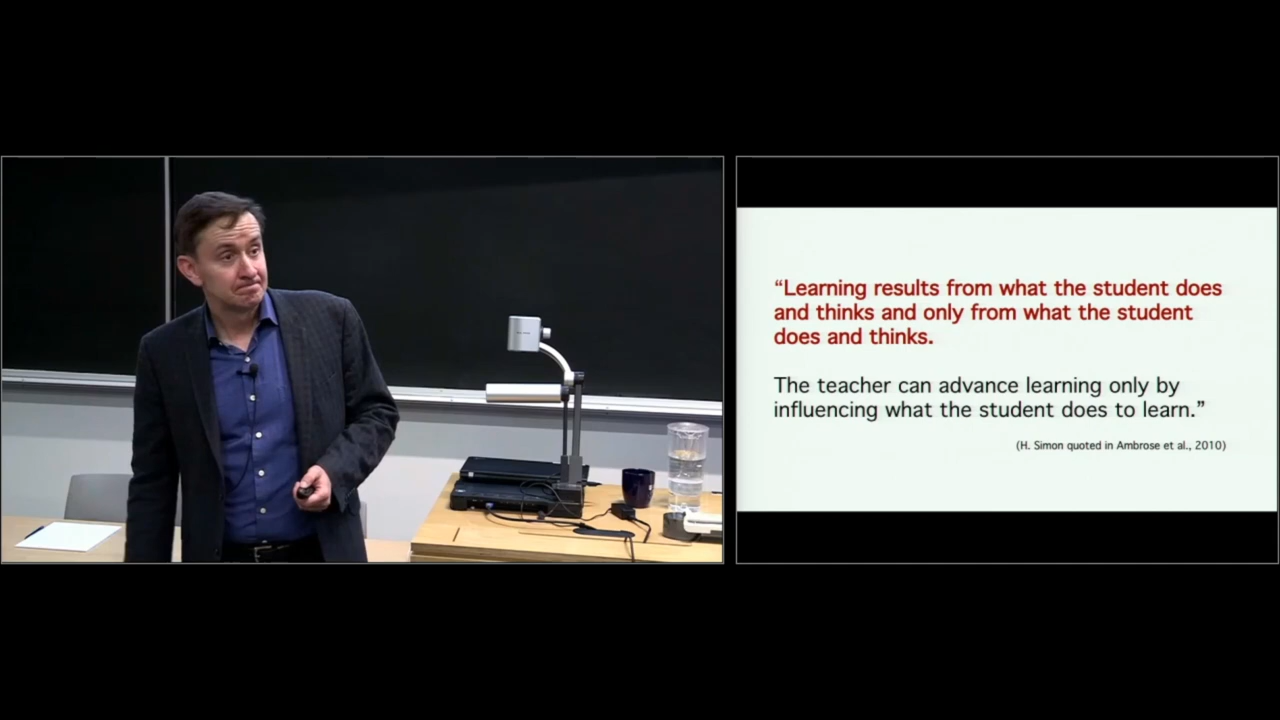 “Learning results from what the student does
and thinks and only from what the student
does and thinks.
The teacher can advance learning only by
influencing what the student does to learn.”
(H. Simon quoted in Ambrose et al., 2010)